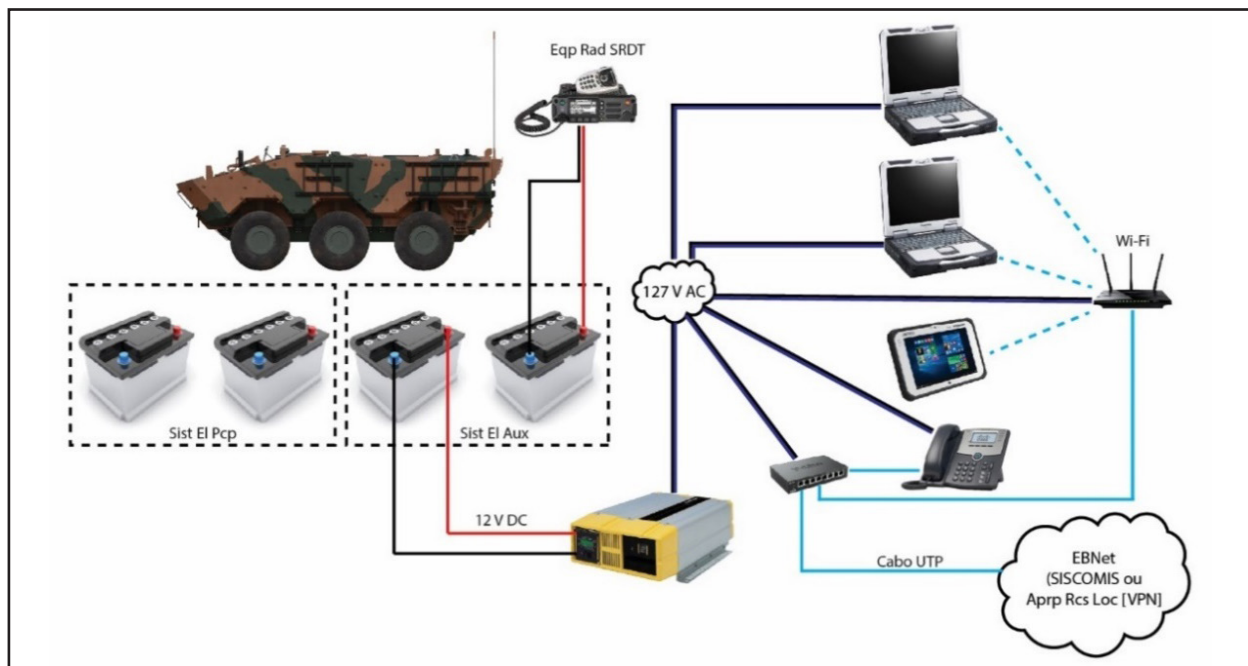 Eqp Rad SRDT
Wi-Fi
127 V AC
Sist El Pcp
Sist El Aux
12 V DC
Cabo UTP
EBNet
(SISCOMIS ou
Aprp Rcs Loc [VPN]